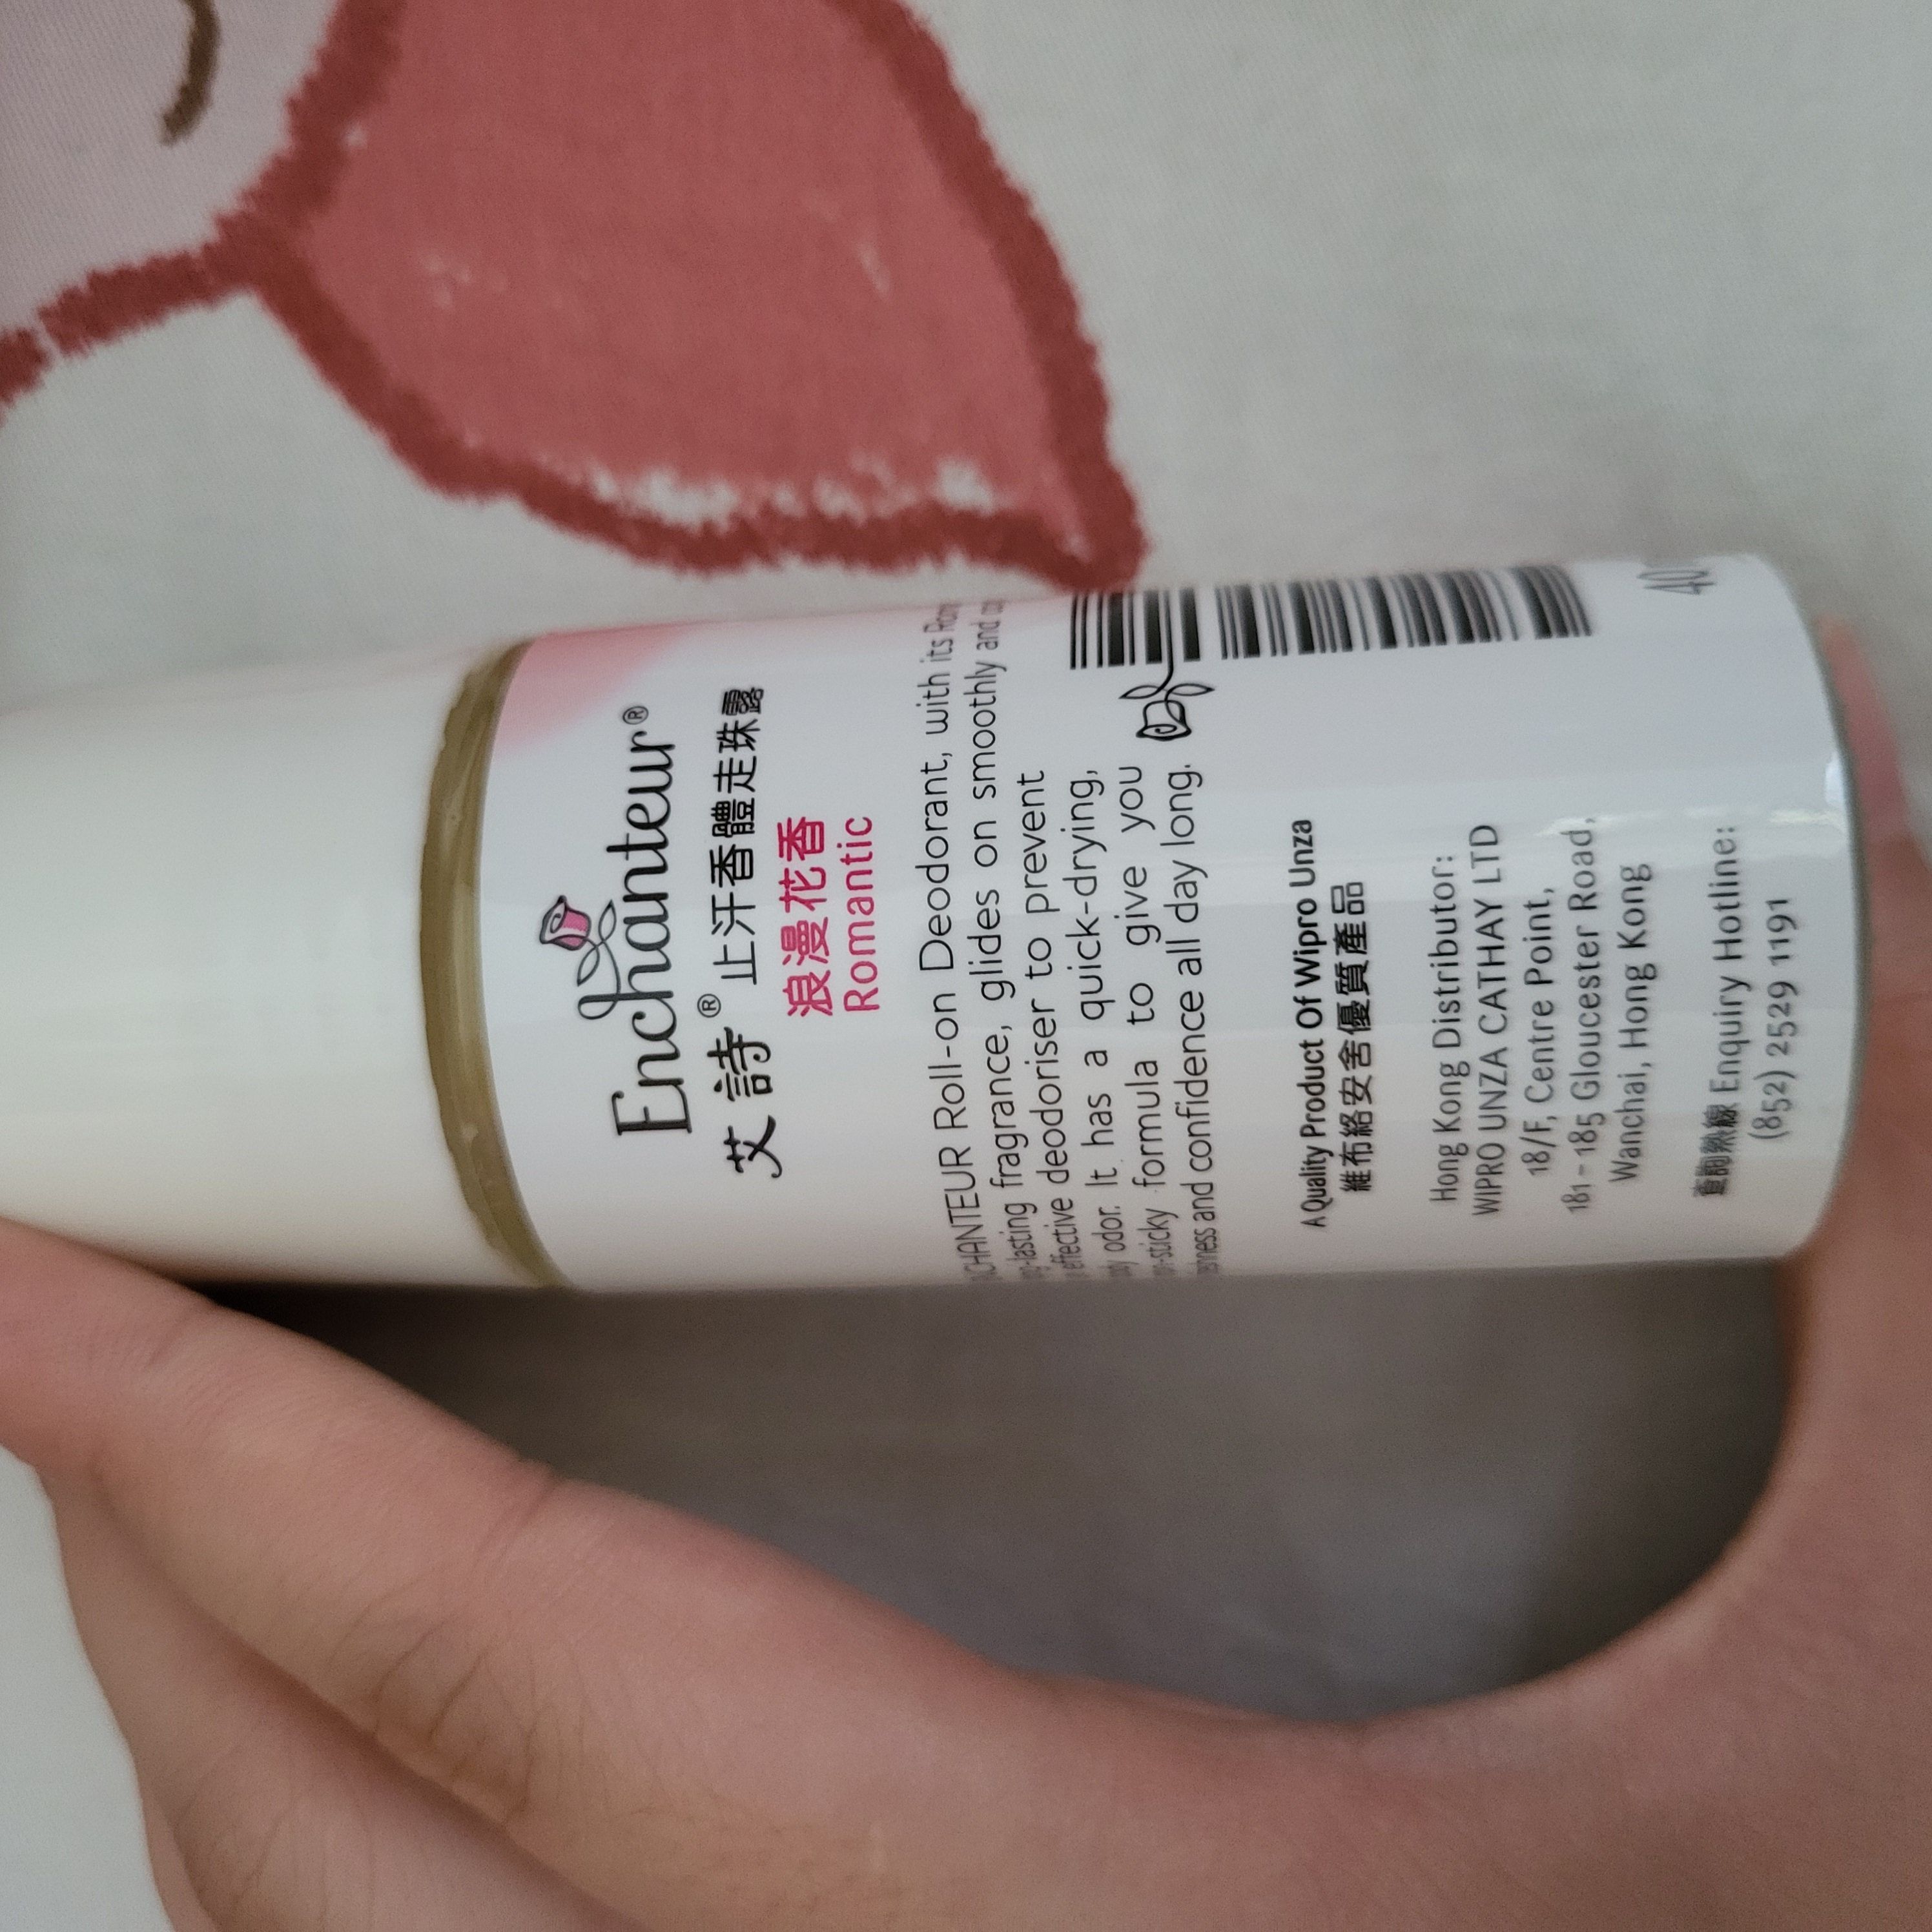 Enchanteur®
艾詩® 止汗香體走珠露
浪漫花香
Romantic
Roll-on Deodorant, with its
fragrance, glides on smoothly and
effective deodoriser to prevent
odor. It has a quick-drying,
formula to give you
and confidence all day long.
A Quality Product Of Wipro Unza
維布絡安舍優質產品
Hong Kong Distributor:
WIPRO UNZA CATHAY LTD
18/F, Centre Point,
181 - 185 Gloucester Road,
Wanchai, Hong Kong
查詢熱線 Enquiry Hotline:
(852) 2529 1191